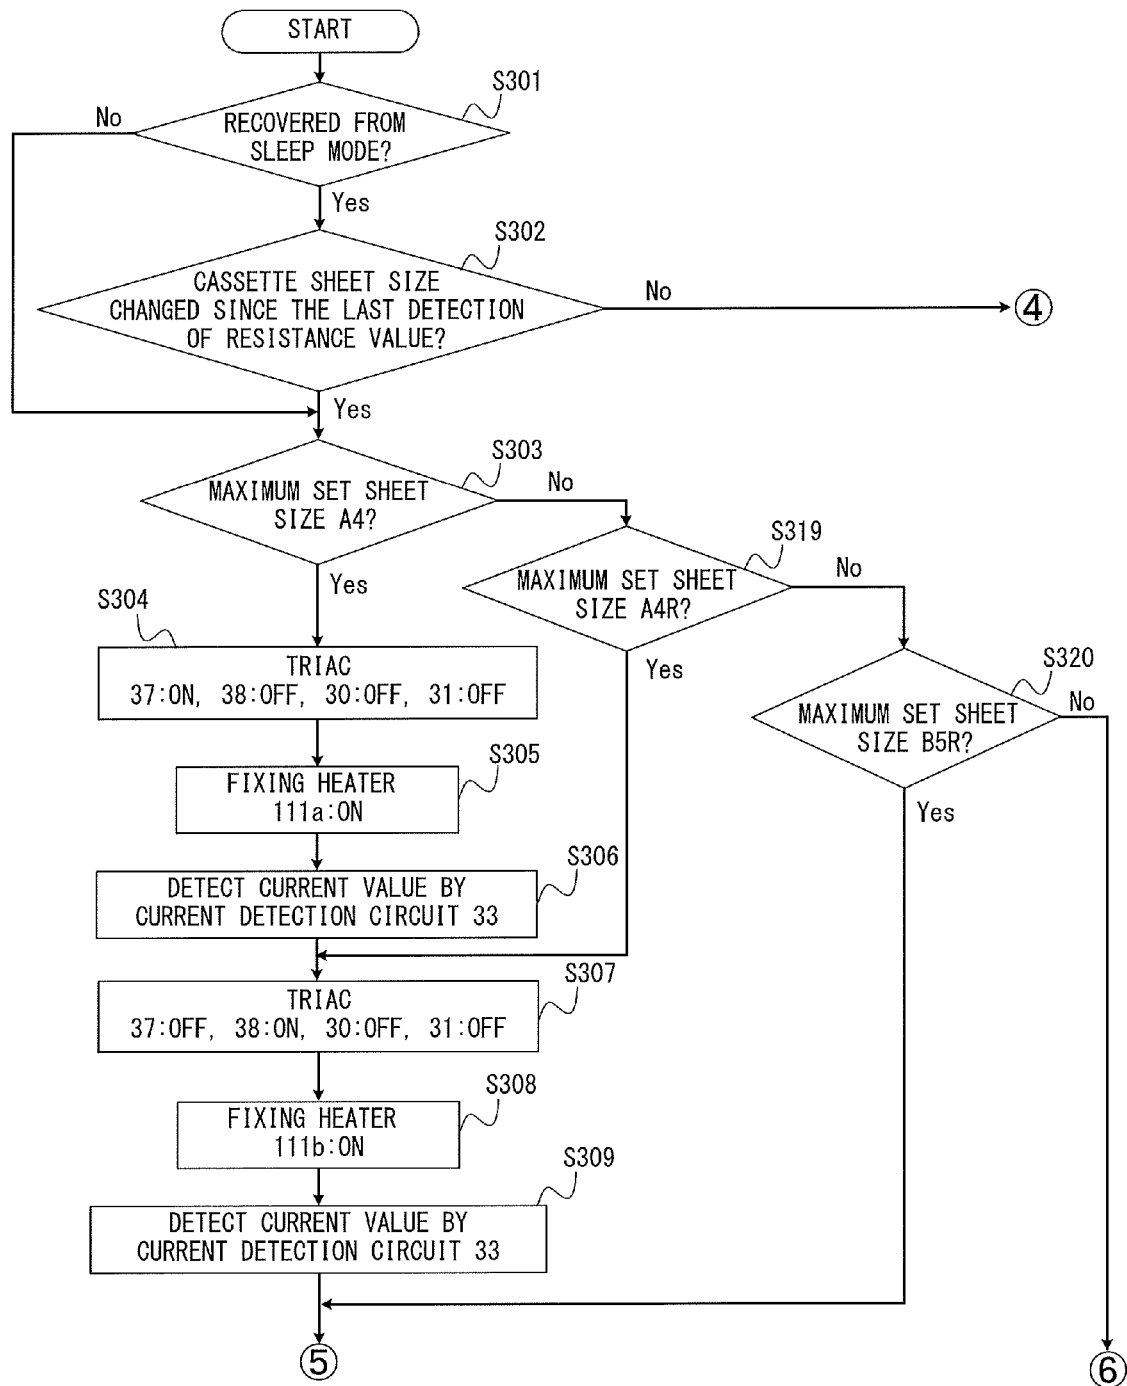 START
S301
No
RECOVERED FROM
SLEEP MODE?
Yes
S302
CASSETTE SHEET SIZE
CHANGED SINCE THE LAST DETECTION
OF RESISTANCE VALUE?
No
④
Yes
S303
MAXIMUM SET SHEET
SIZE A4?
No
S319
MAXIMUM SET SHEET
SIZE A4R?
No
Yes
S304
TRIAC
37:ON, 38:OFF, 30:OFF, 31:OFF
Yes
S320
MAXIMUM SET SHEET
SIZE B5R?
No
Yes
S305
FIXING HEATER
111a:ON
S306
DETECT CURRENT VALUE BY
CURRENT DETECTION CIRCUIT 33
S307
TRIAC
37:OFF, 38:ON, 30:OFF, 31:OFF
S308
FIXING HEATER
111b:ON
S309
DETECT CURRENT VALUE BY
CURRENT DETECTION CIRCUIT 33
⑤
⑥